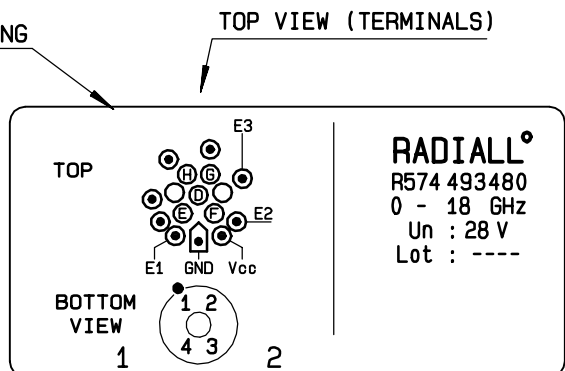 NG
TOP VIEW (TERMINALS)
TOP
E3
H G
D
E F
E2
E1 GND Vcc
RADIALL°
R574 493480
0 - 18 GHz
Un : 28 V
Lot : ----
BOTTOM
VIEW
1 2
4 3
1 2